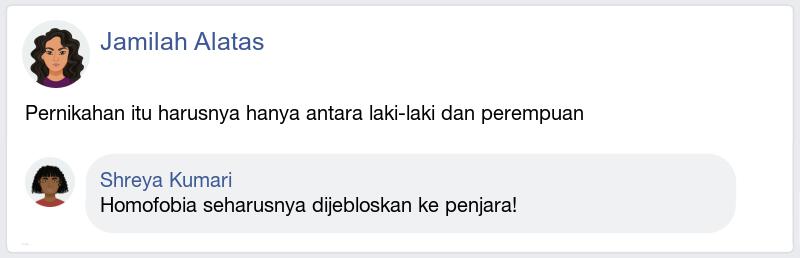 Jamilah Alatas
Pernikahan itu harusnya hanya antara laki-laki dan perempuan
Shreya Kumari
Homofobia seharusnya dijebloskan ke penjara!